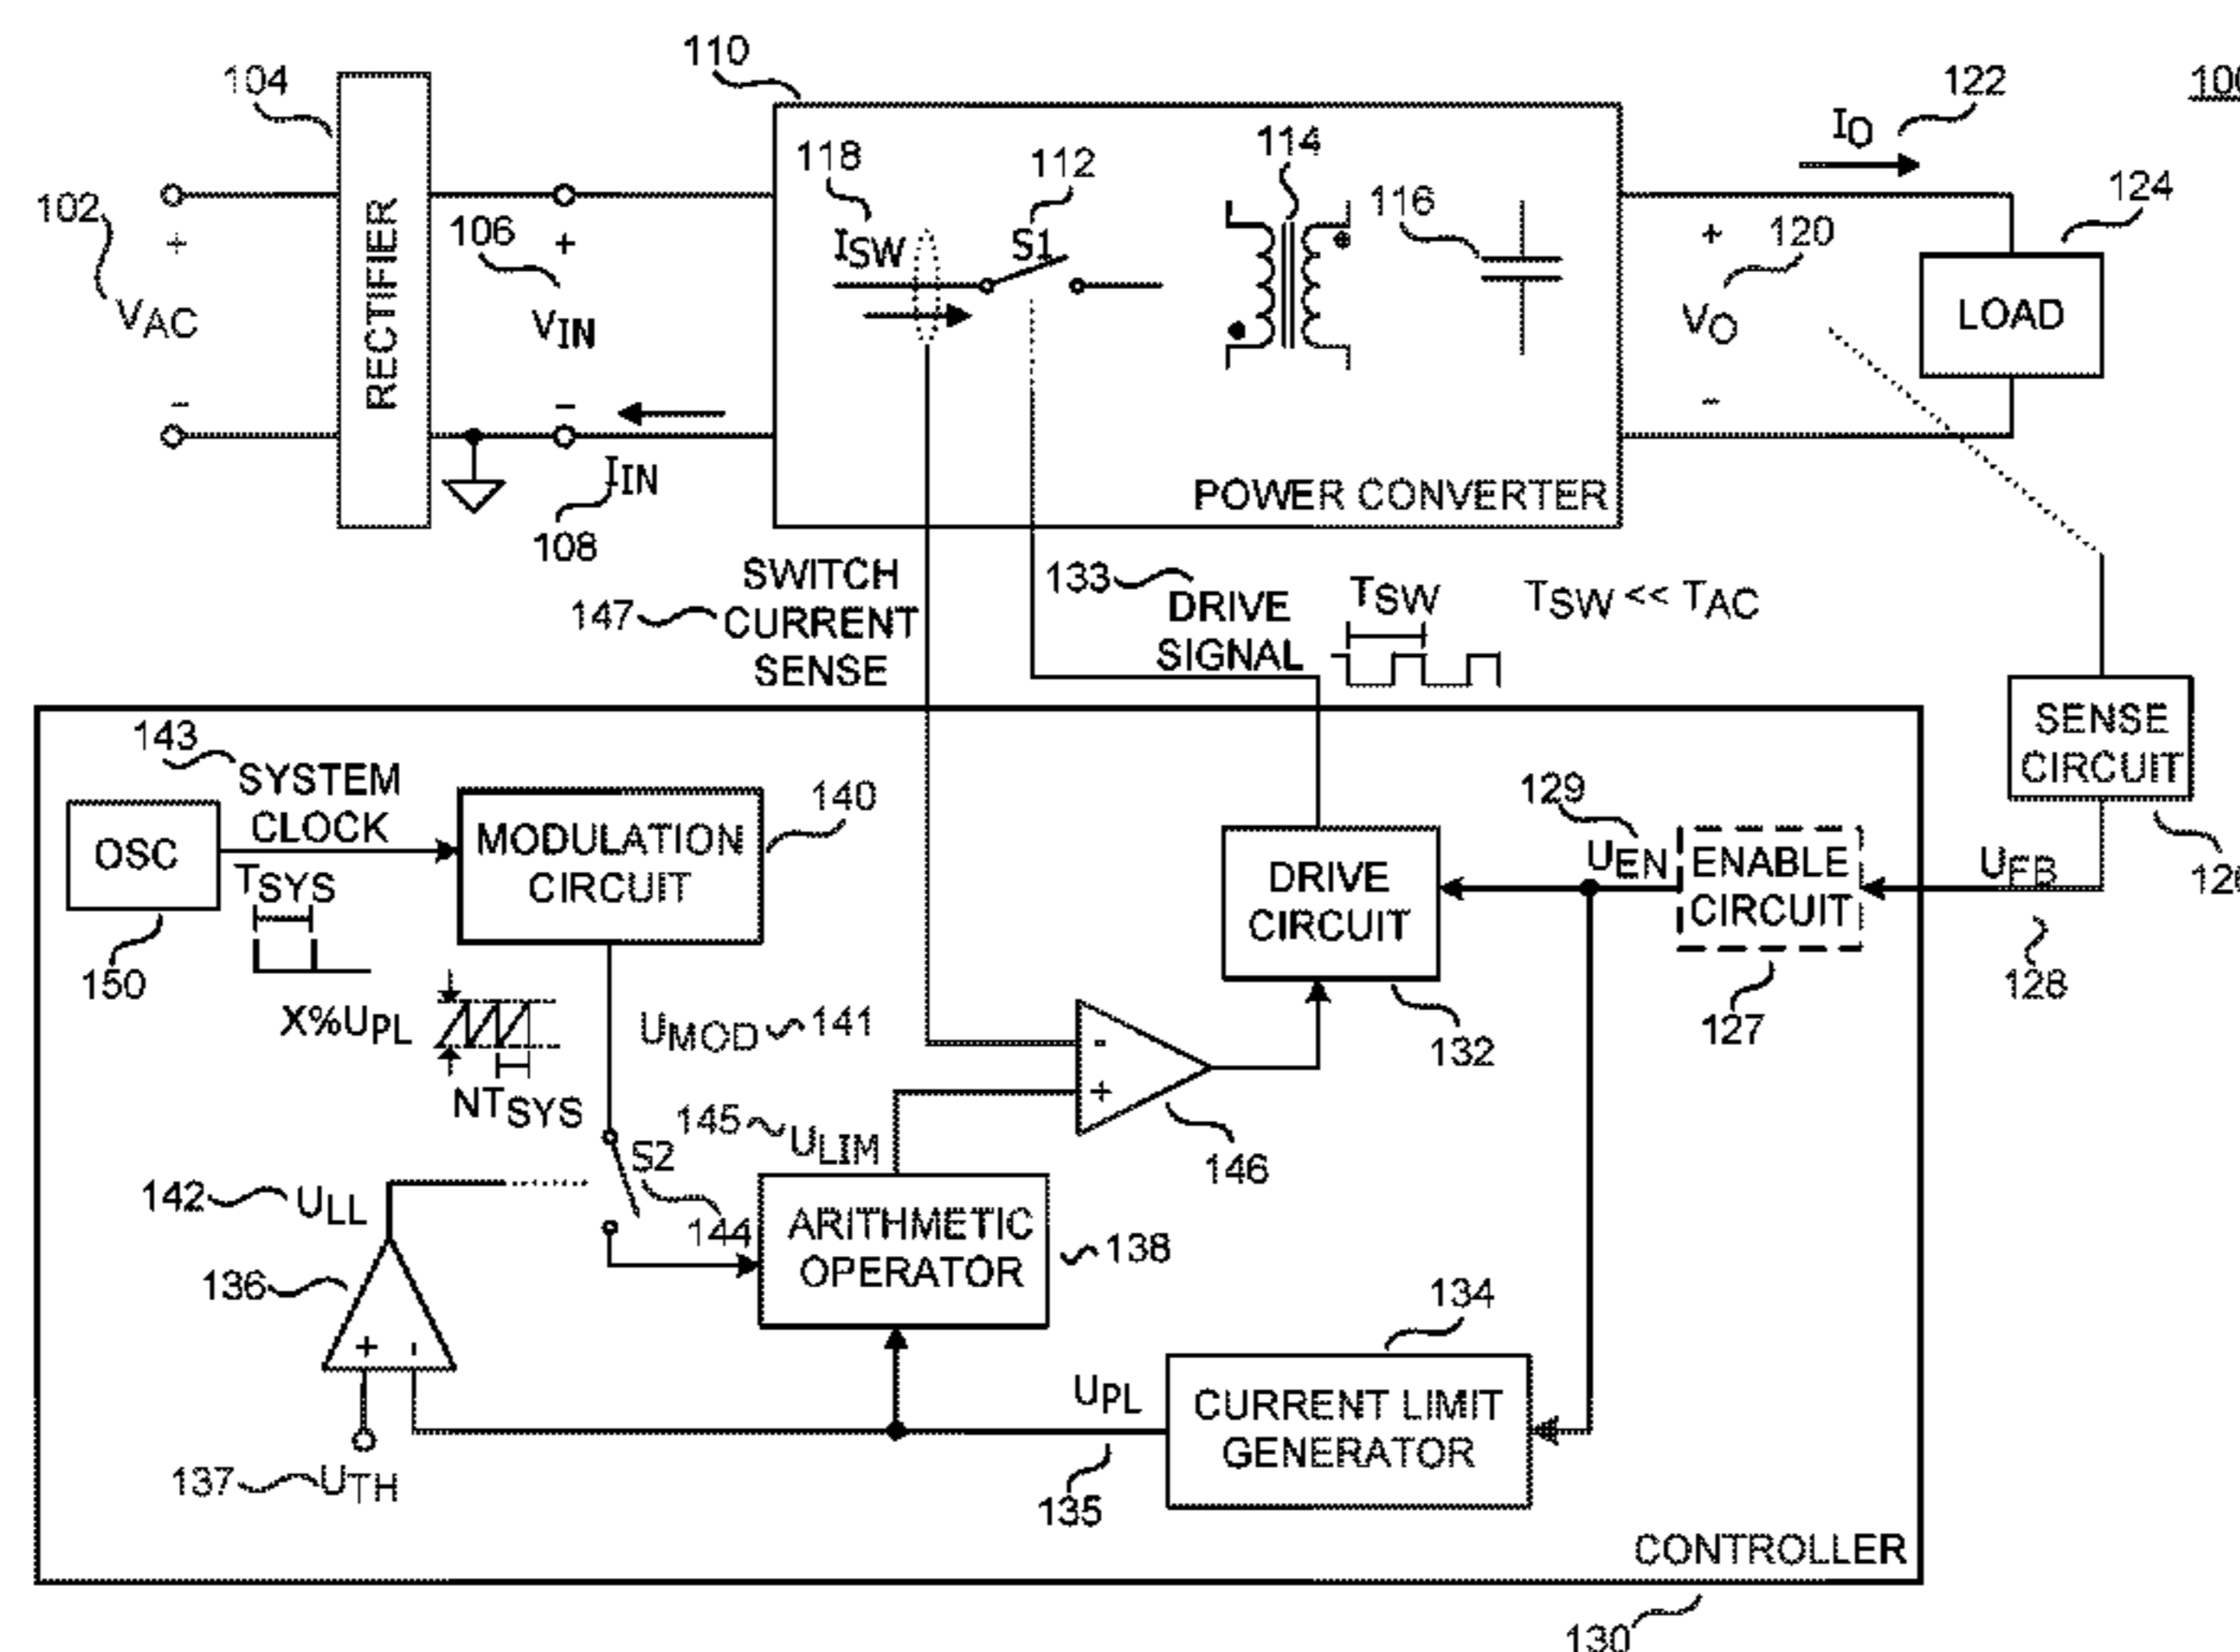 110
104
122
100
IO
118
112
114
124
102
106
116
120
+
+
ISW
S1
+
RECTIFIER
VAC
VIN
VO
LOAD
-
-
-
IIN
POWER CONVERTER
108
SWITCH
CURRENT
SENSE
147
133
DRIVE
SIGNAL
TSW
TSW << TAC
SENSE
CIRCUIT
143
SYSTEM
CLOCK
140
129
OSC
MODULATION
CIRCUIT
UEN
ENABLE
CIRCUIT
UFB
TSYS
DRIVE
CIRCUIT
150
128
X%UPL
UMOD
141
-
132
127
NTSYS
+
145
ULIM
S2
146
142
ULL
144
ARITHMETIC
OPERATOR
138
136
134
+
-
UPL
CURRENT LIMIT
GENERATOR
137
UTH
135
CONTROLLER
130